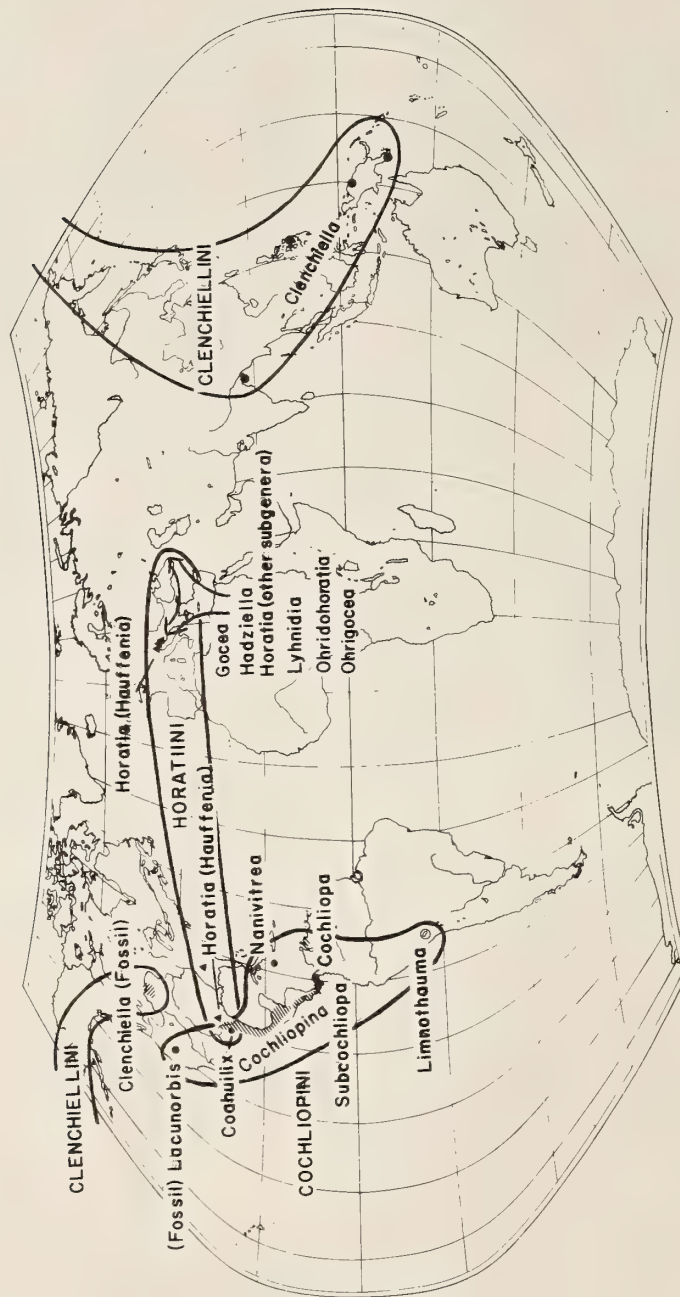 CLENCHIELLINI
Clenchiella (Fossil)
(Fossil) Lacunorbis
Coahuilix
Cochliopina
COCHLIOPINI
Subcochliopa
Cochliopa
Limnothauma
Nanivitrea
Horatia (Hauffenia)
HORATIINI
Horatia (Hauffenia)
Gocea
Hadziella
Horatia (other subgenera)
Lyhnidia
Ohridohoratia
Ohrigocea
CLENCHIELLINI
Clenchiella